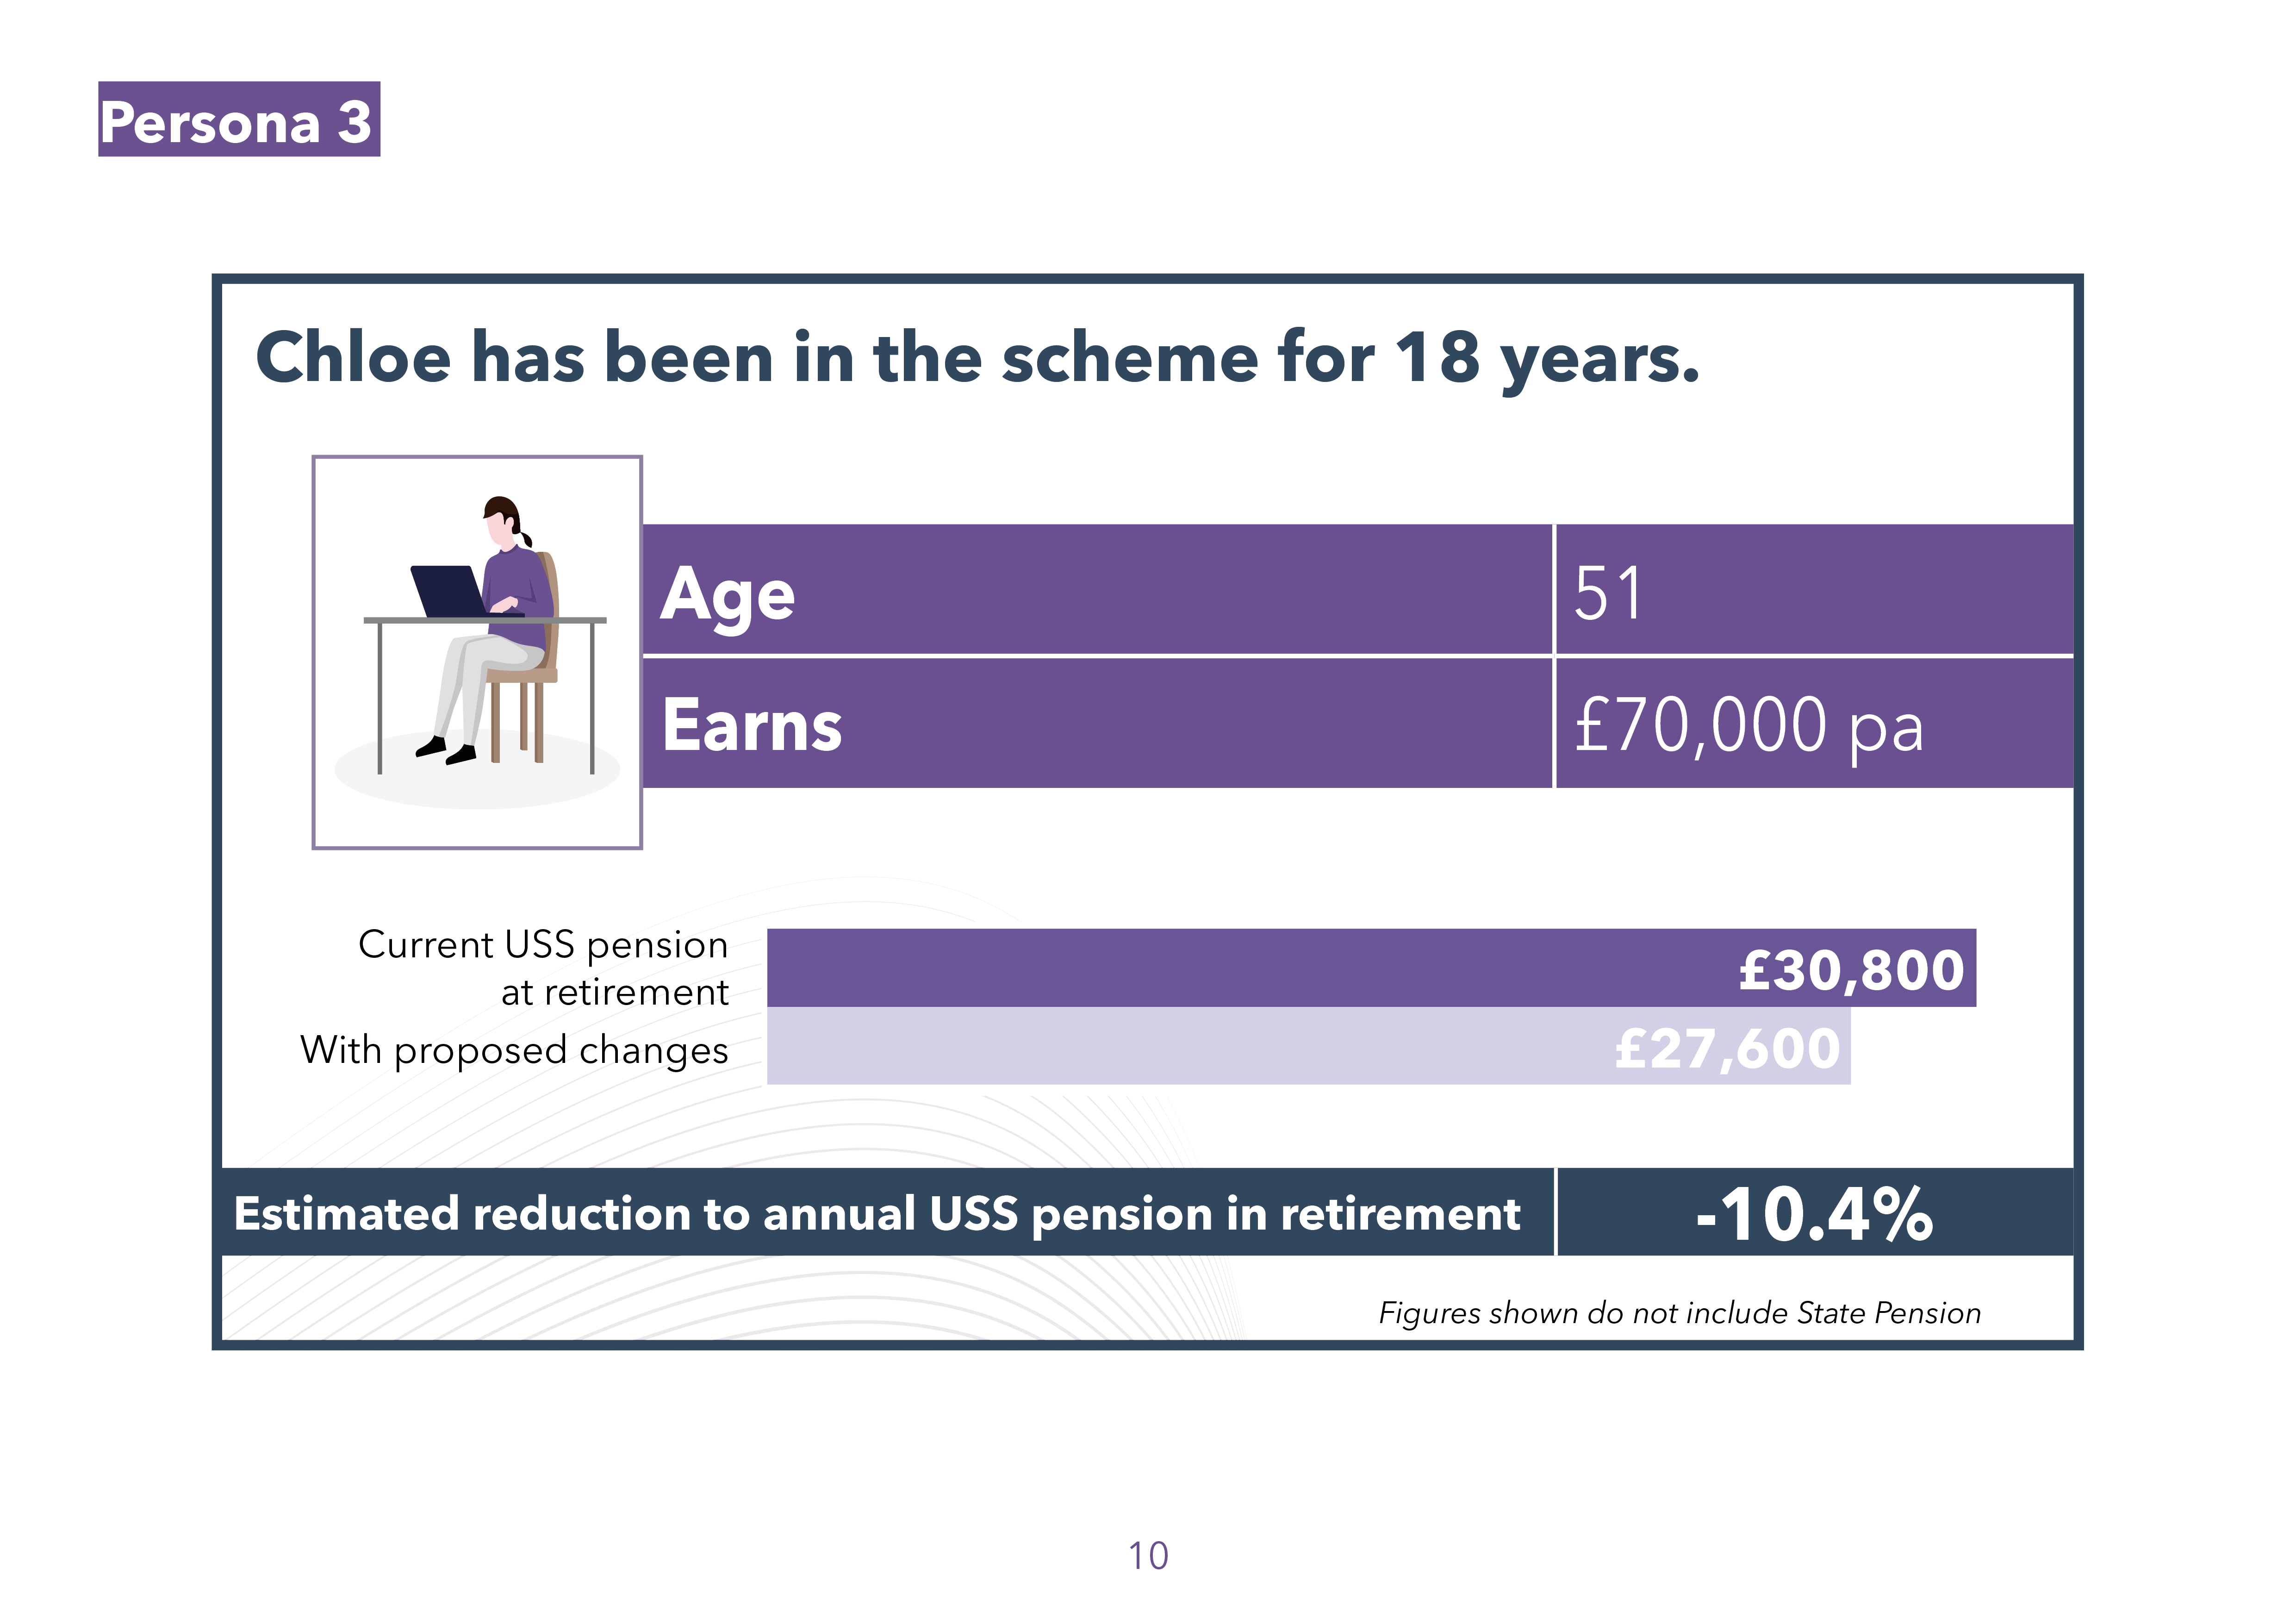 Persona 3
Chloe has been in the scheme for 18 years.
Age 51
Earns £70,000 pa
Current USS pension
at retirement
£30,800
With proposed changes £27,600
Estimated reduction to annual USS pension in retirement -10.4%
Figures shown do not include State Pension
10